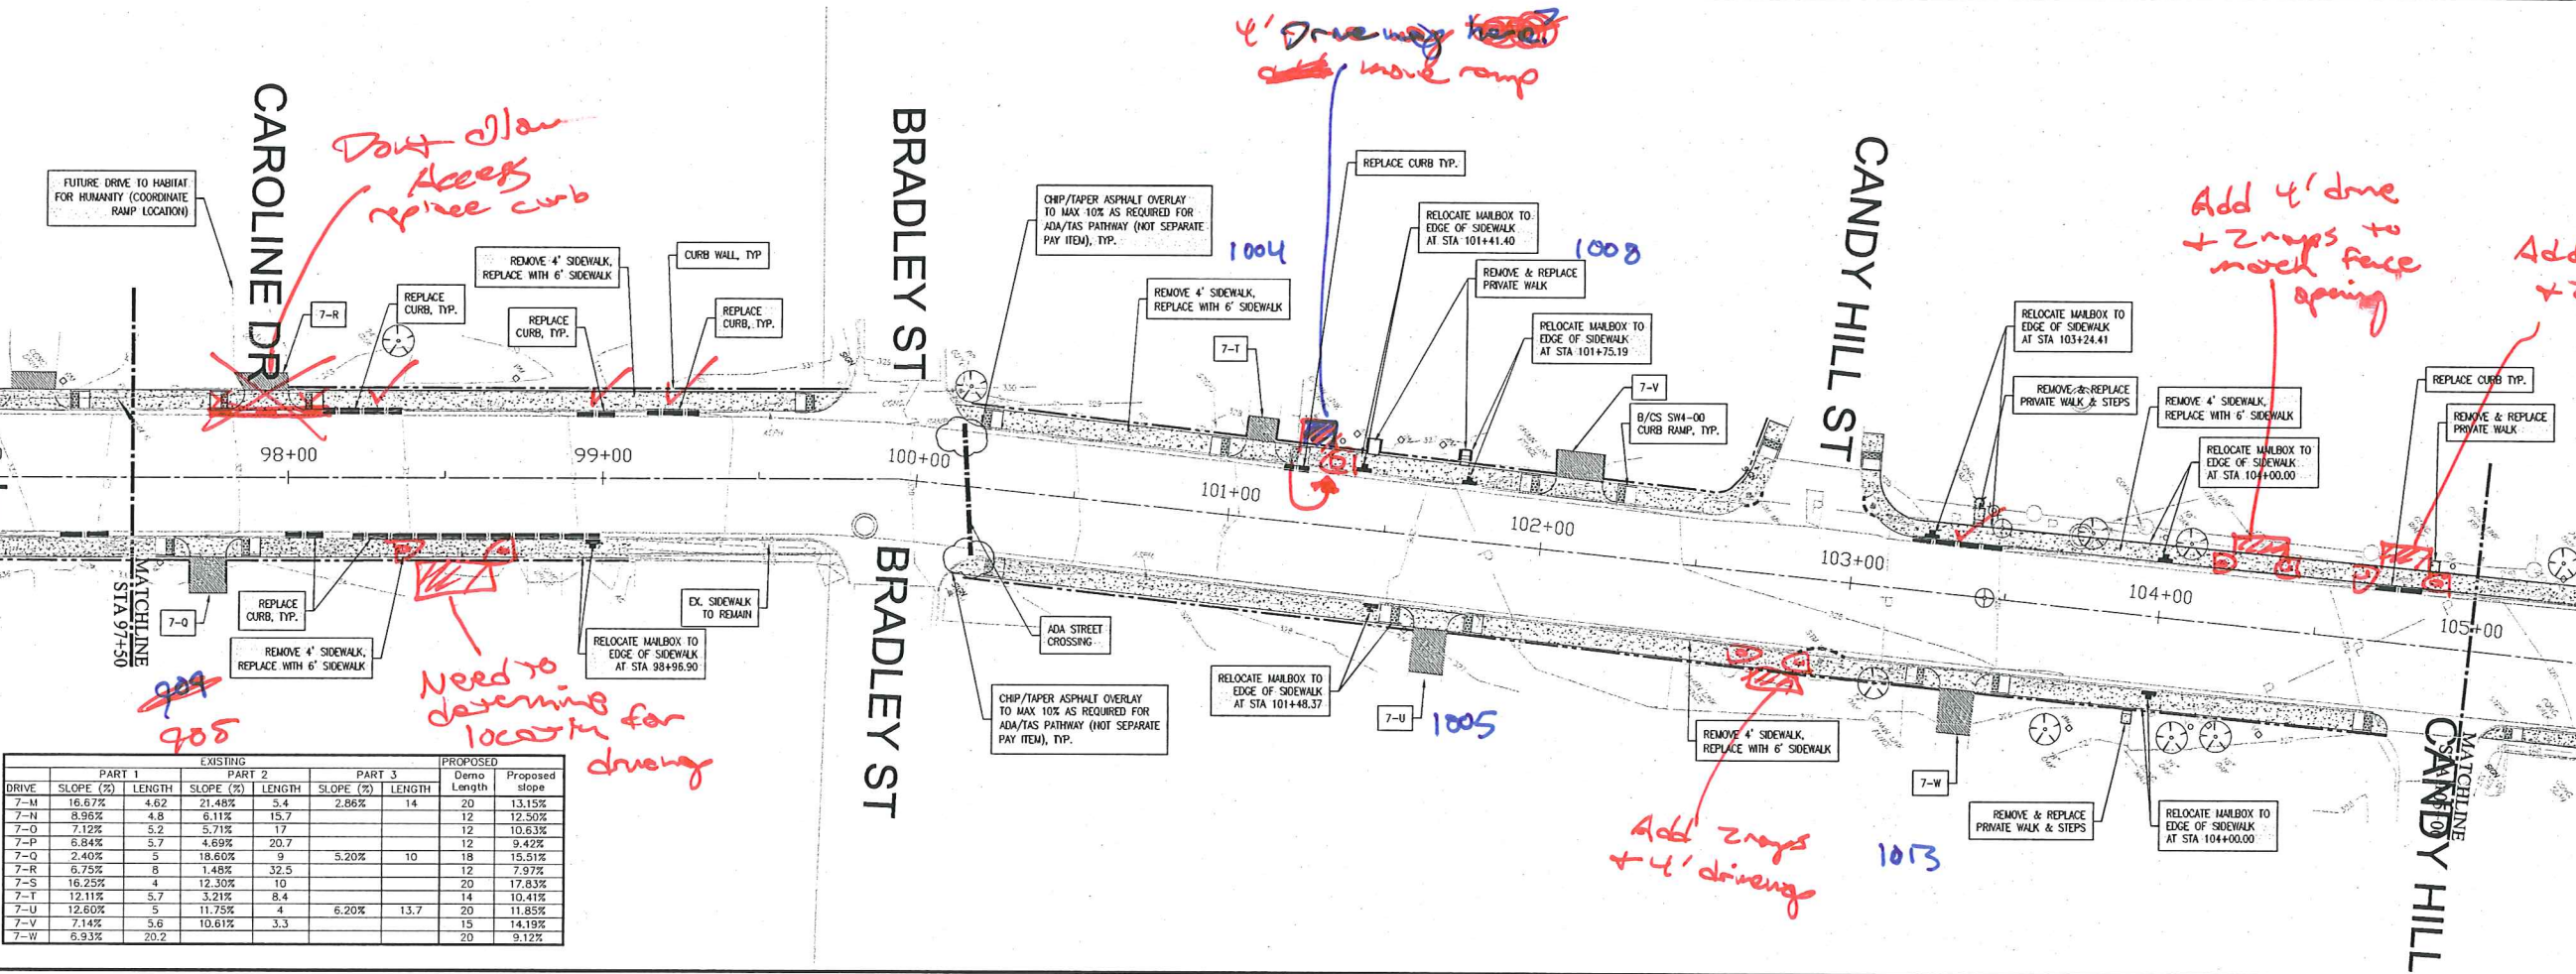 4' Driveway here?
add move ramp
CAROLINE DR
Dont allow
Access
replace curb
BRADLEY ST
CANDY HILL ST
FUTURE DRIVE TO HABITAT
FOR HUMANITY (COORDINATE
RAMP LOCATION)
7-R
REPLACE
CURB, TYP.
REMOVE 4' SIDEWALK,
REPLACE WITH 6' SIDEWALK
REPLACE
CURB, TYP.
CURB WALL, TYP
REPLACE
CURB, TYP.
CHIP/TAPER ASPHALT OVERLAY
TO MAX 10% AS REQUIRED FOR
ADA/TAS PATHWAY (NOT SEPARATE
PAY ITEM), TYP.
1004
REMOVE 4' SIDEWALK,
REPLACE WITH 6' SIDEWALK
7-T
REPLACE CURB TYP.
RELOCATE MAILBOX TO
EDGE OF SIDEWALK
AT STA 101+41.40
1008
REMOVE & REPLACE
PRIVATE WALK
RELOCATE MAILBOX TO
EDGE OF SIDEWALK
AT STA 101+75.19
7-V
B/CS SW4-00
CURB RAMP, TYP.
Add 4' drive
+ 2 ramps to
match fence
opening
Add
+ 2
RELOCATE MAILBOX TO
EDGE OF SIDEWALK
AT STA 103+24.41
REMOVE & REPLACE
PRIVATE WALK & STEPS
REMOVE 4' SIDEWALK,
REPLACE WITH 6' SIDEWALK
RELOCATE MAILBOX TO
EDGE OF SIDEWALK
AT STA 104+00.00
REPLACE CURB TYP.
REMOVE & REPLACE
PRIVATE WALK
98+00
99+00
100+00
101+00
102+00
103+00
104+00
105+00
MATCHLINE
STA 97+50
7-Q
REPLACE
CURB, TYP.
REMOVE 4' SIDEWALK,
REPLACE WITH 6' SIDEWALK
RELOCATE MAILBOX TO
EDGE OF SIDEWALK
AT STA 98+96.90
EX. SIDEWALK
TO REMAIN
BRADLEY ST
ADA STREET
CROSSING
CHIP/TAPER ASPHALT OVERLAY
TO MAX 10% AS REQUIRED FOR
ADA/TAS PATHWAY (NOT SEPARATE
PAY ITEM), TYP.
RELOCATE MAILBOX TO
EDGE OF SIDEWALK
AT STA 101+48.37
7-U
1005
REMOVE 4' SIDEWALK,
REPLACE WITH 6' SIDEWALK
7-W
REMOVE & REPLACE
PRIVATE WALK & STEPS
RELOCATE MAILBOX TO
EDGE OF SIDEWALK
AT STA 104+00.00
MATCHLINE
CANDY HILL
909
905
Need to
determine
location for
driveway
Add 2 ramps
+ 4' driveway
1013
EXISTING PROPOSED
PART 1 PART 2 PART 3 Demo Length Proposed slope
DRIVE SLOPE (%) LENGTH SLOPE (%) LENGTH SLOPE (%) LENGTH
7-M 16.67% 4.62 21.48% 5.4 2.86% 14 20 13.15%
7-N 8.96% 4.8 6.11% 15.7 12 12.50%
7-O 7.12% 5.2 5.71% 17 12 10.63%
7-P 6.84% 5.7 4.69% 20.7 12 9.42%
7-Q 2.40% 5 18.60% 9 5.20% 10 18 15.51%
7-R 6.75% 8 1.48% 32.5 12 7.97%
7-S 16.25% 4 12.30% 10 20 17.83%
7-T 12.11% 5.7 3.21% 8.4 14 10.41%
7-U 12.60% 5 11.75% 4 6.20% 13.7 20 11.85%
7-V 7.14% 5.6 10.61% 3.3 15 14.19%
7-W 6.93% 20.2 20 9.12%